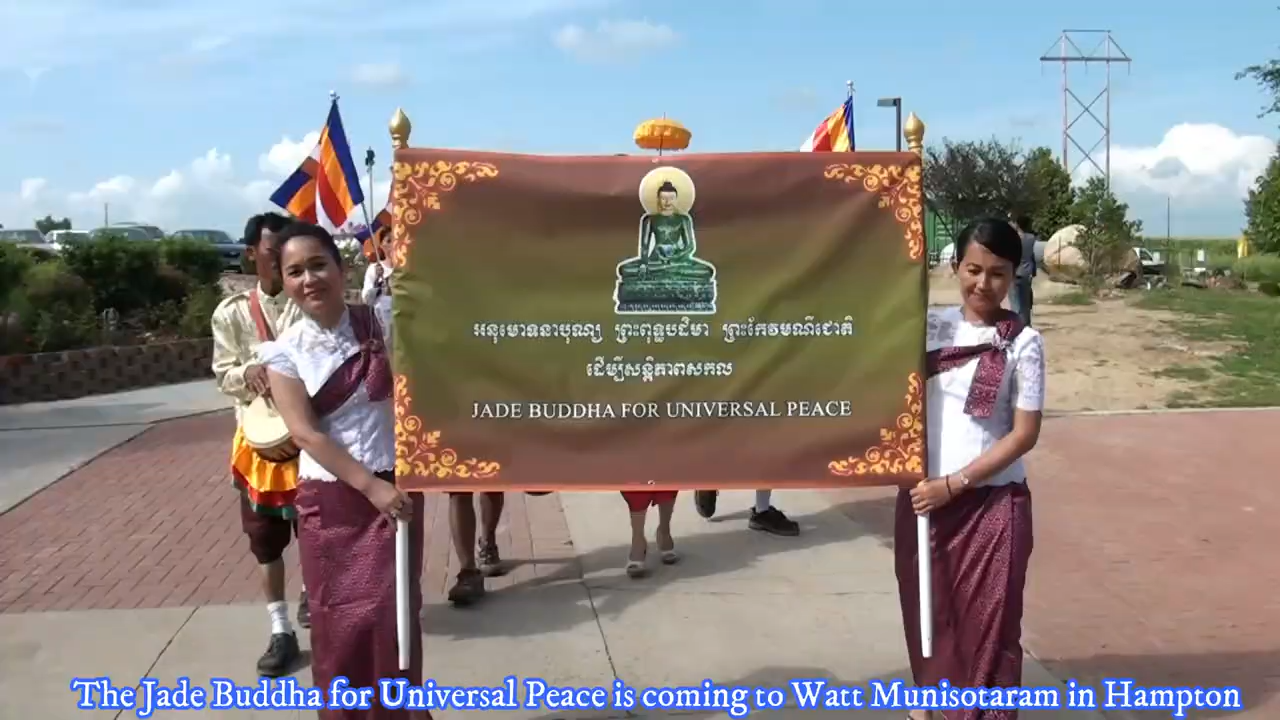 អនុមោទនាបុណ្យ ព្រះពុទ្ធបដិមា ព្រះកែវមណីជោតិ
ដើម្បីសន្តិភាពសកល
JADE BUDDHA FOR UNIVERSAL PEACE
The Jade Buddha for Universal Peace is coming to Watt Munisotaram in Hampton